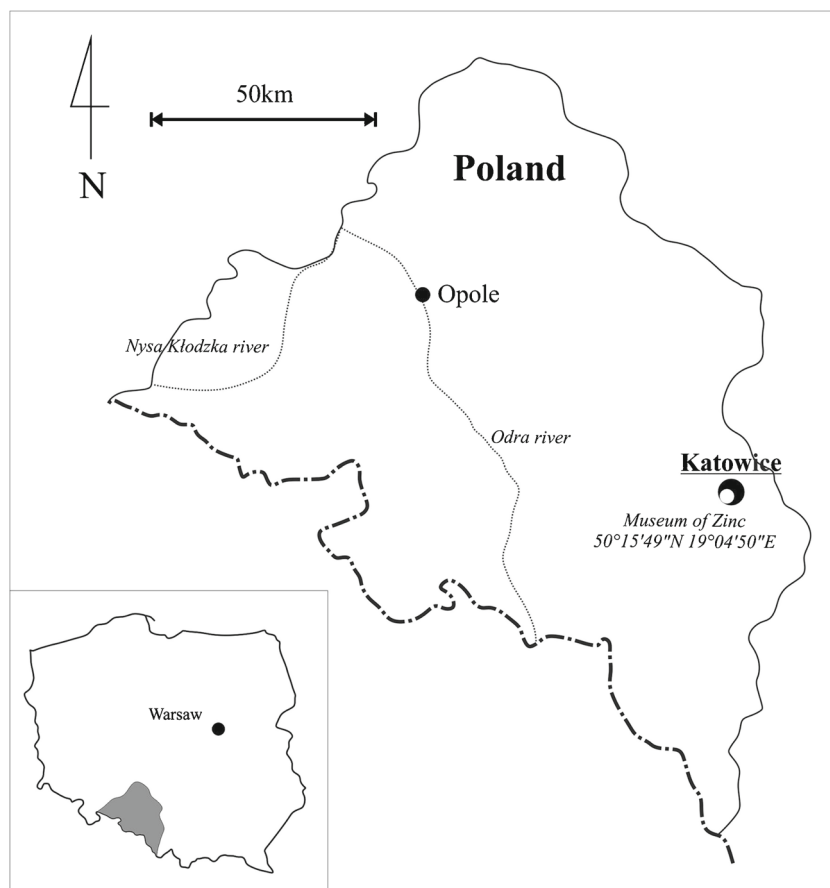 50km
N
Poland
Opole
Nysa Kłodzka river
Odra river
Katowice
Museum of Zinc
50°15'49"N 19°04'50"E
Warsaw